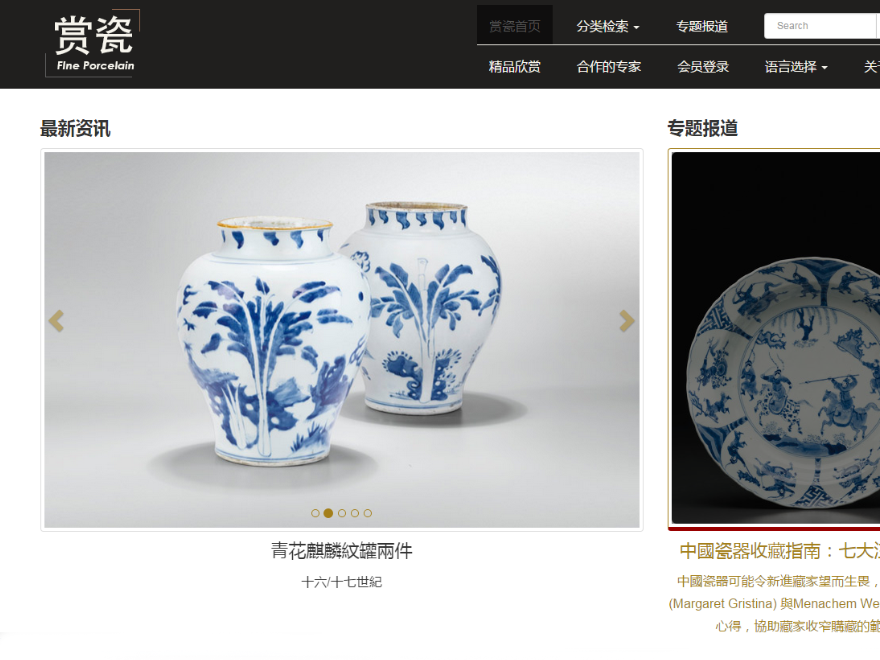 赏瓷
Fine Porcelain
赏瓷首页 分类检索 专题报道 Search
精品欣赏 合作的专家 会员登录 语言选择 关于
最新资讯 专题报道
青花麒麟紋罐兩件
十六/十七世紀
中國瓷器收藏指南：七大
中國瓷器可能令新進藏家望而生畏，
(Margaret Gristina) 與Menachem We
心得，協助藏家收窄購藏的範